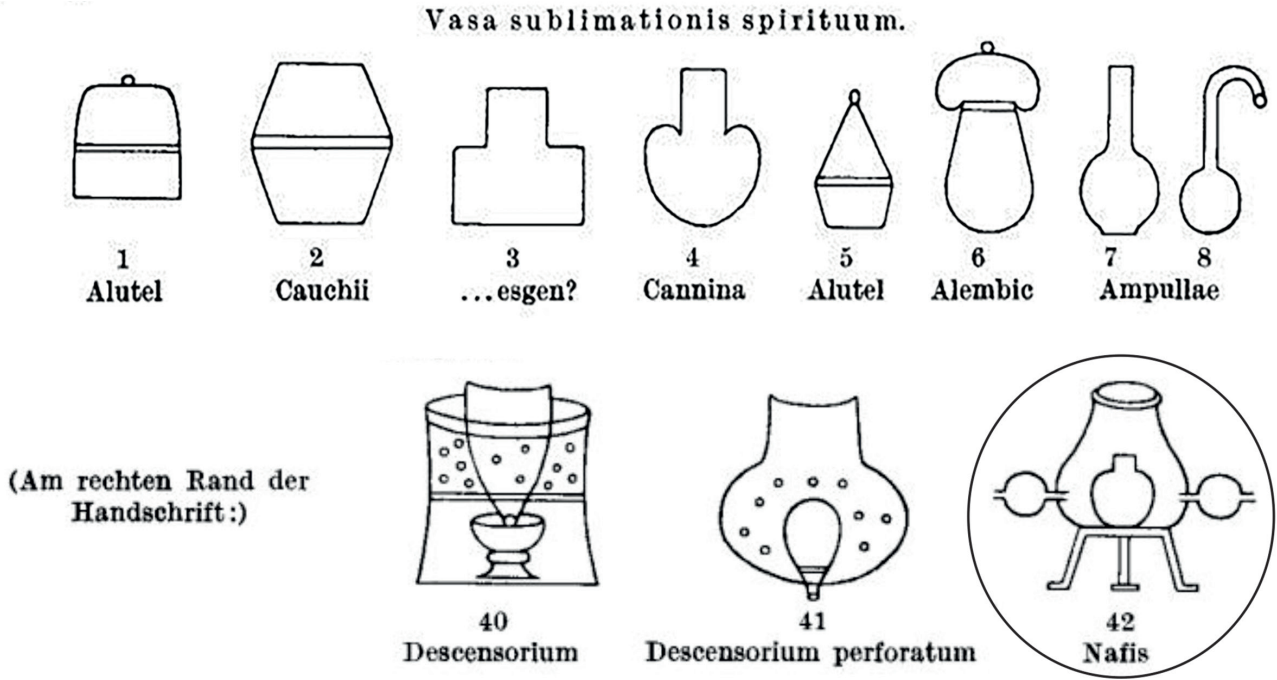 Vasa sublimationis spirituum.
1 2 3 4 5 6 7 8
Alutel Cauchii ...esgen? Cannina Alutel Alembic Ampullae
(Am rechten Rand der
Handschrift:)
40 41 42
Descensorium Descensorium perforatum Nafis